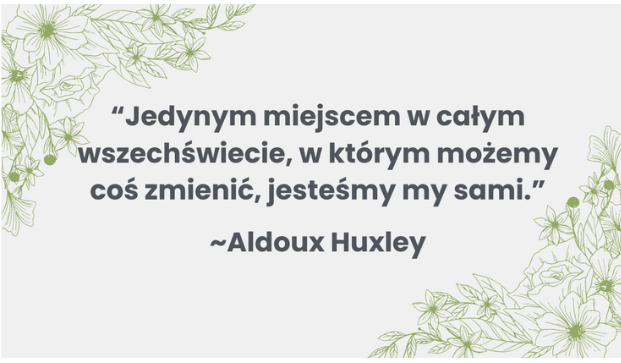 “Jedynym miejscem w całym
wszechświecie, w którym możemy
coś zmienić, jesteśmy my sami.”
~Aldoux Huxley